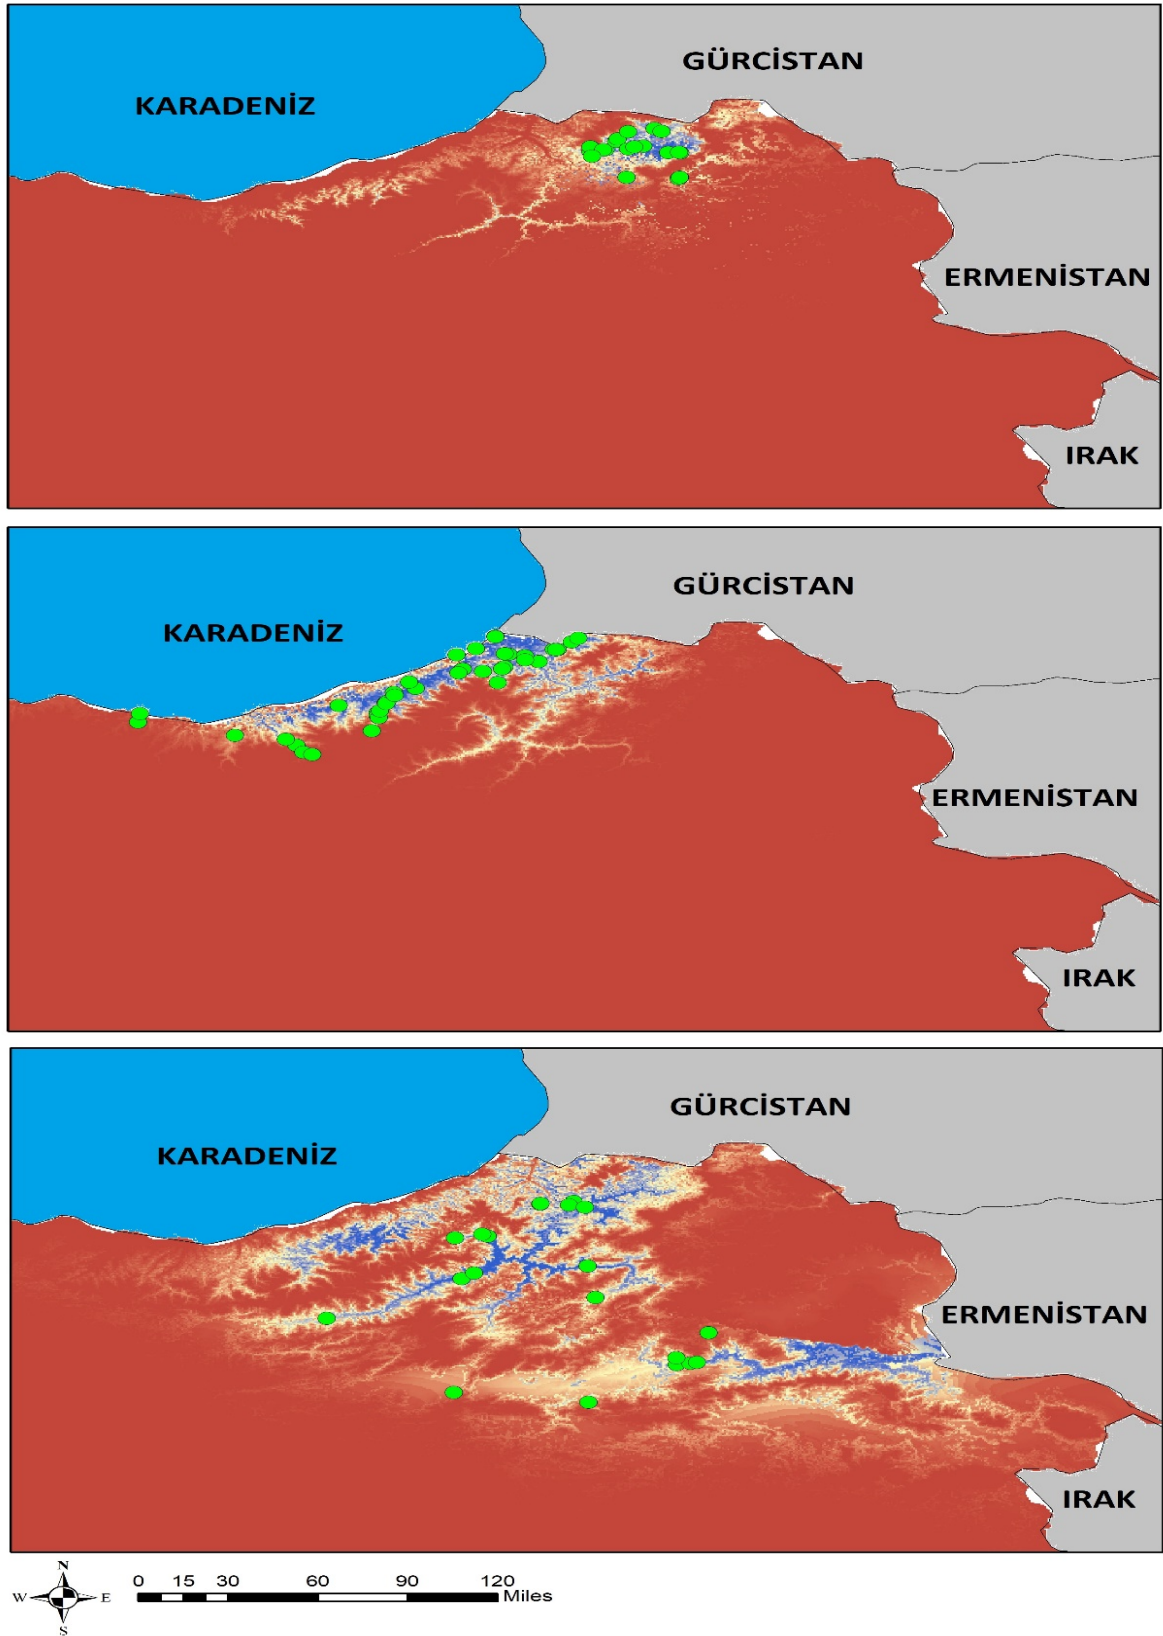 GÜRCİSTAN
KARADENİZ
ERMENİSTAN
IRAK
GÜRCİSTAN
KARADENİZ
ERMENİSTAN
IRAK
GÜRCİSTAN
KARADENİZ
ERMENİSTAN
IRAK
N
W E
S
0 15 30 60 90 120
Miles